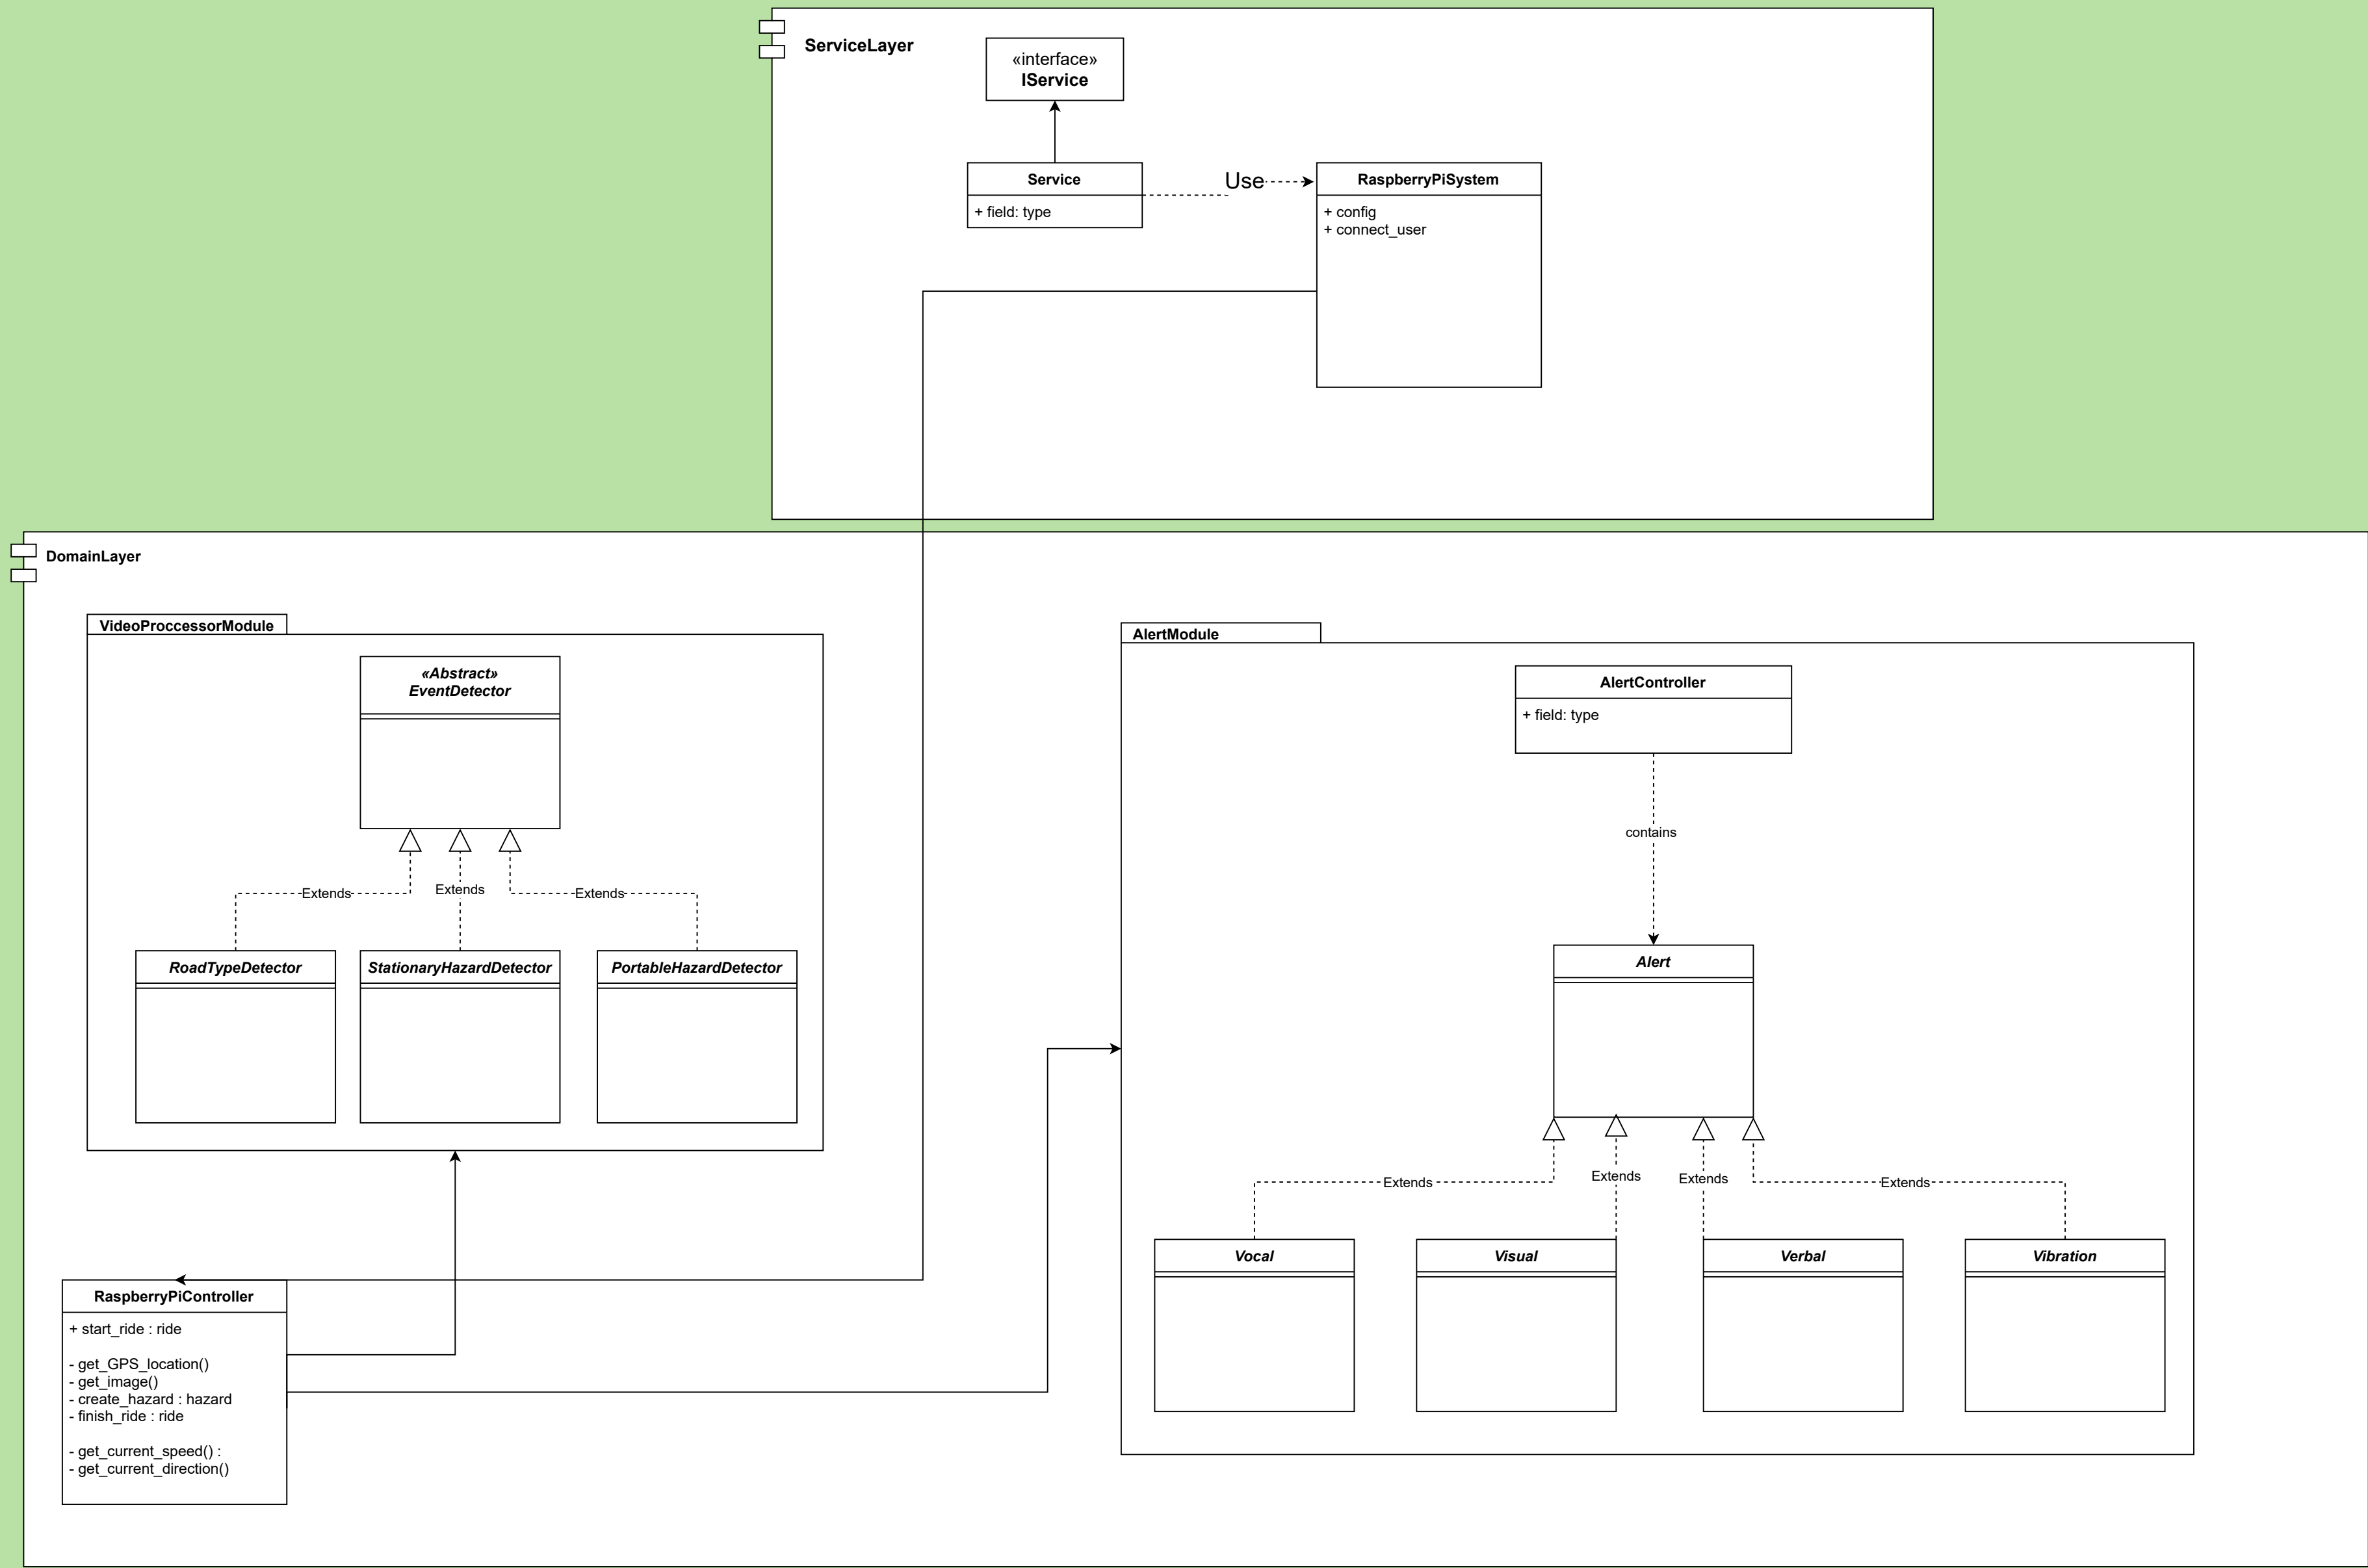 ServiceLayer
«interface»
IService
Service
+ field: type
Use
RaspberryPiSystem
+ config
+ connect_user
DomainLayer
VideoProccessorModule
«Abstract»
EventDetector
Extends
Extends
Extends
RoadTypeDetector
StationaryHazardDetector
PortableHazardDetector
RaspberryPiController
+ start_ride : ride
- get_GPS_location()
- get_image()
- create_hazard : hazard
- finish_ride : ride
- get_current_speed() :
- get_current_direction()
AlertModule
AlertController
+ field: type
contains
Alert
Extends
Extends
Extends
Extends
Vocal
Visual
Verbal
Vibration